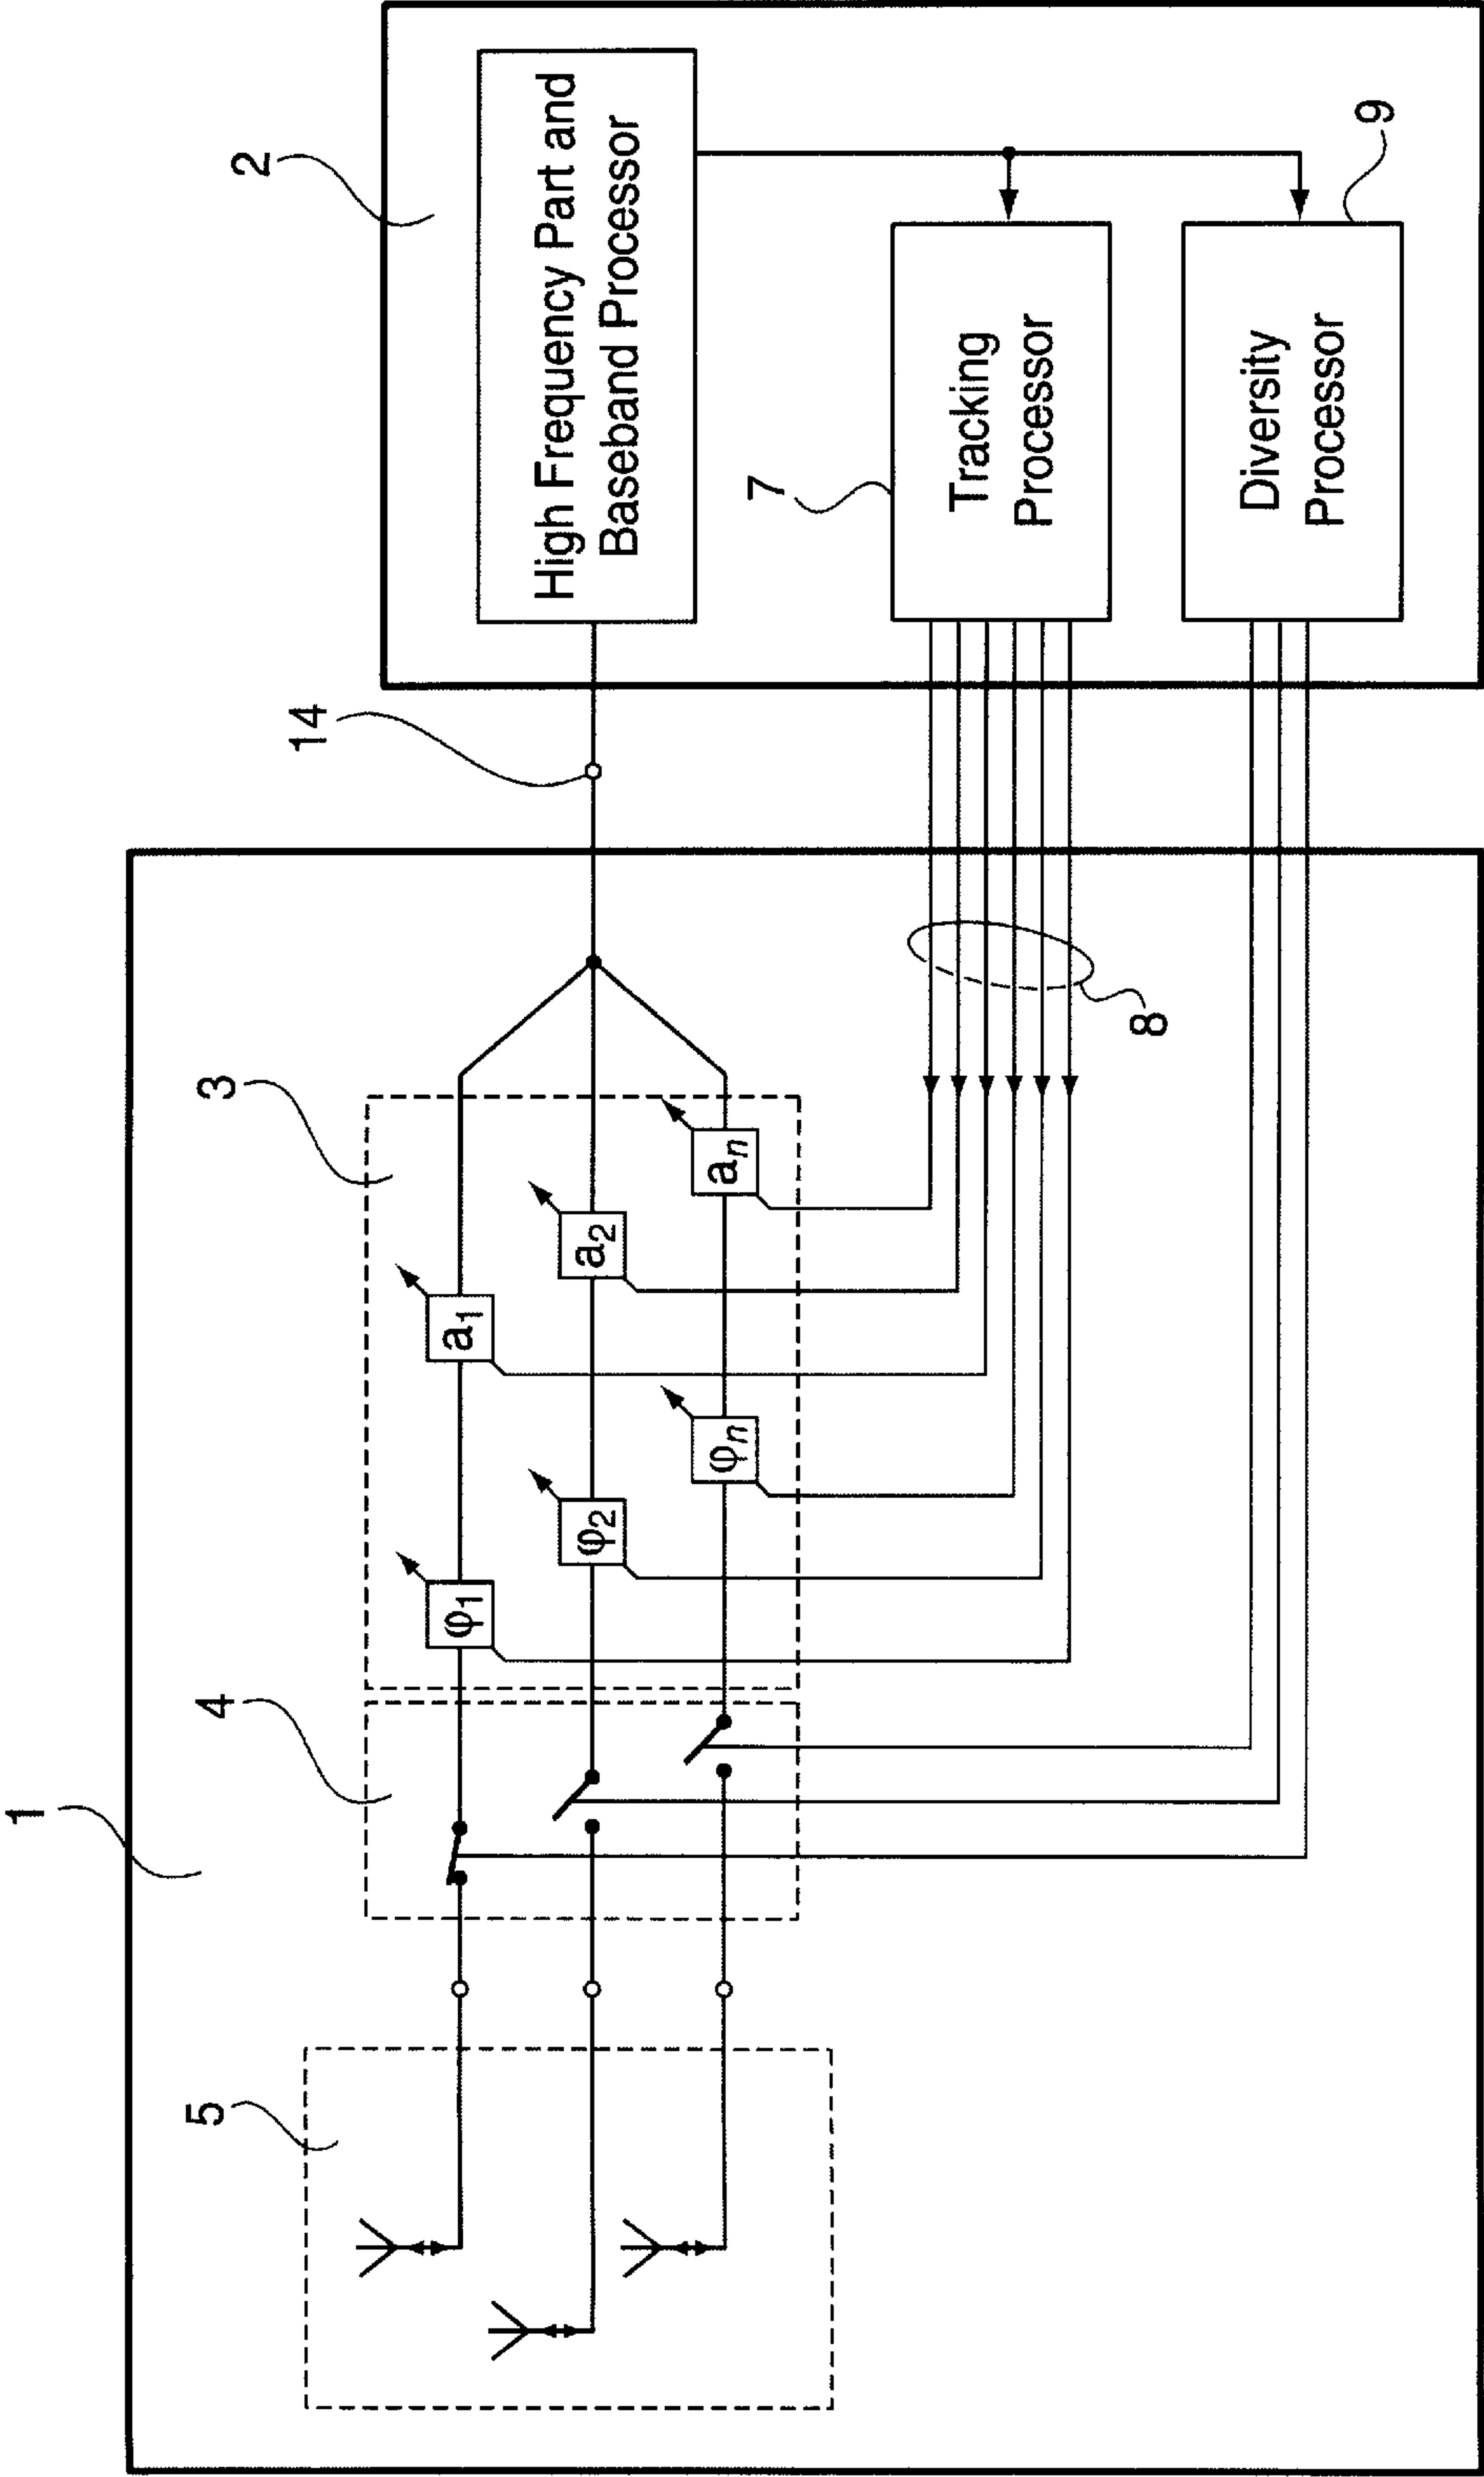 1
2
3
4
5
14
High Frequency Part and
Baseband Processor
7
Tracking
Processor
8
9
Diversity
Processor
φ1
φ2
φn
a1
a2
an